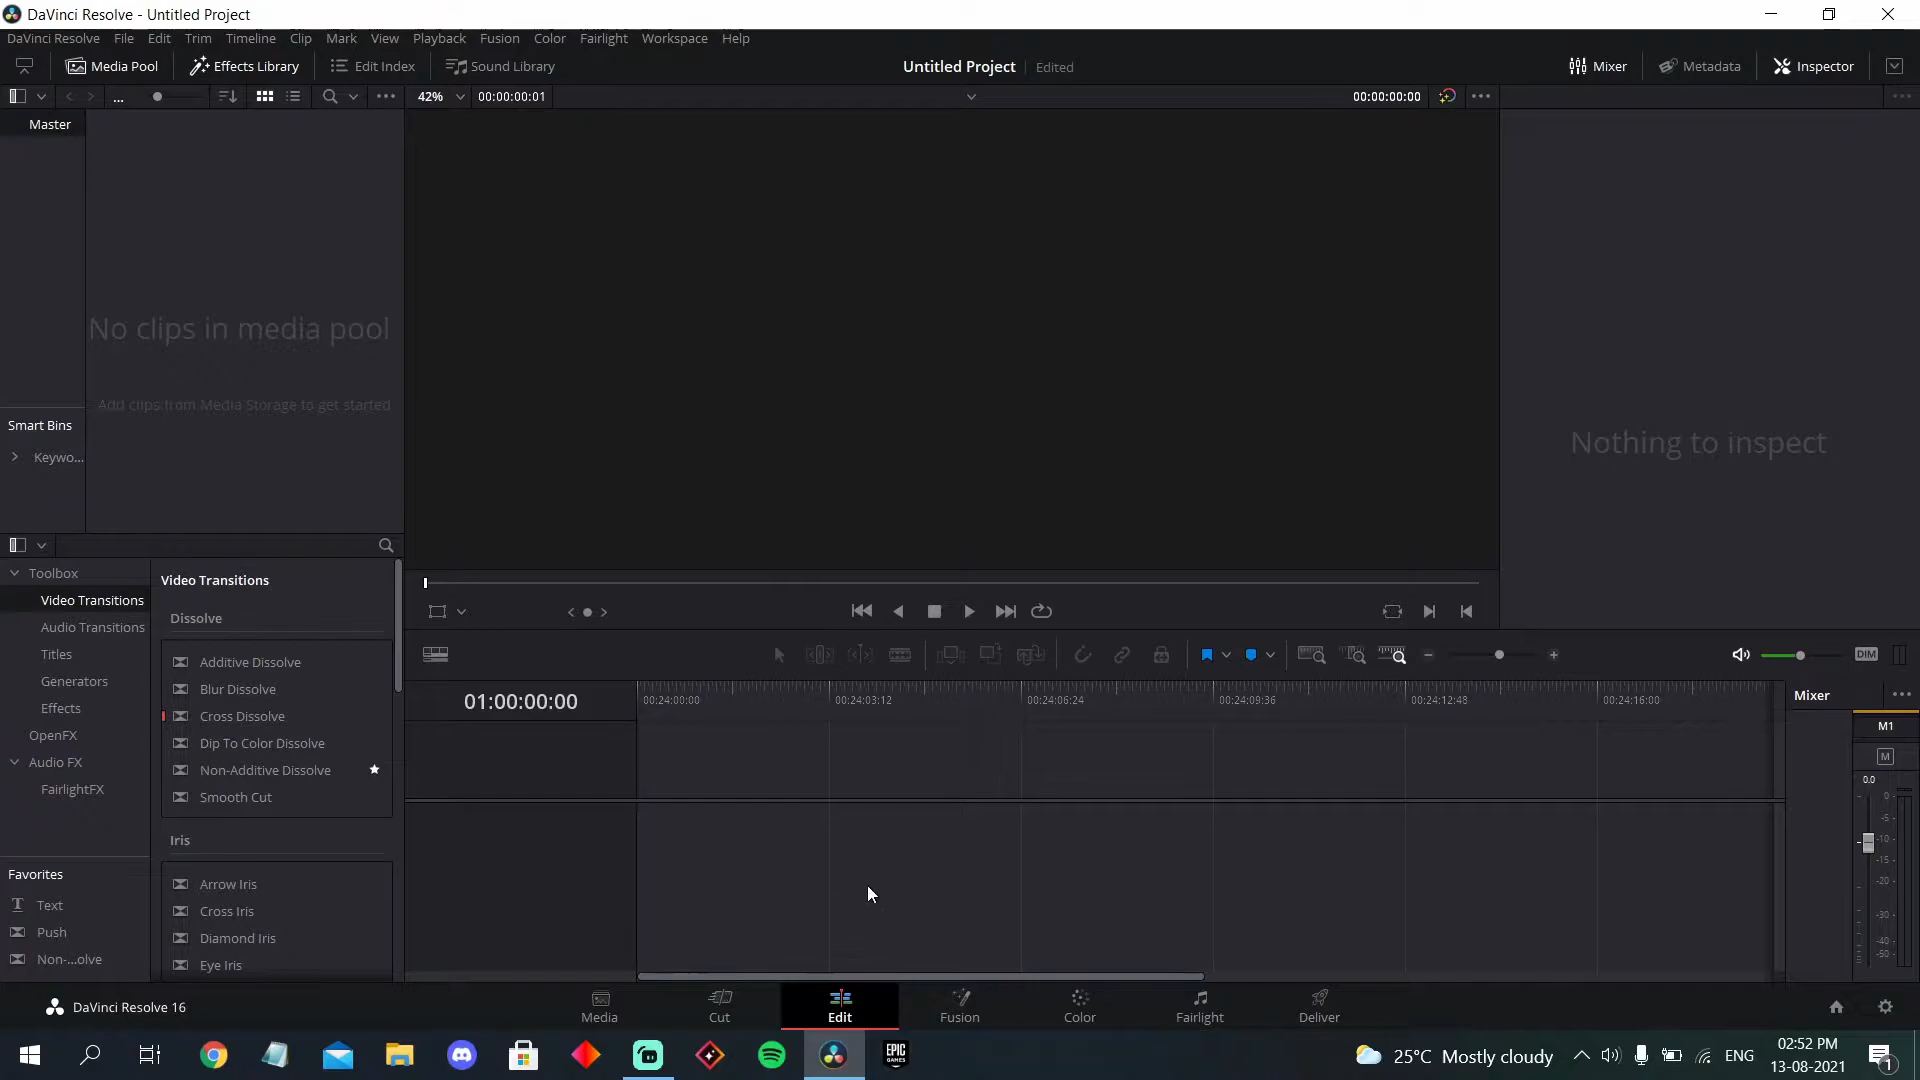 DaVinci Resolve - Untitled Project
DaVinci Resolve File Edit Trim Timeline Clip Mark View Playback Fusion Color Fairlight Workspace Help
Media Pool Effects Library Edit Index Sound Library Untitled Project Edited Mixer Metadata Inspector
... 42% 00:00:00:01 00:00:00:00
Master
No clips in media pool
Add clips from Media Storage to get started
Smart Bins
Keywo...
Nothing to inspect
Toolbox
Video Transitions
Audio Transitions
Titles
Generators
Effects
OpenFX
Audio FX
FairlightFX
Favorites
Text
Push
Non-...olve
Video Transitions
Dissolve
Additive Dissolve
Blur Dissolve
Cross Dissolve
Dip To Color Dissolve
Non-Additive Dissolve
Smooth Cut
Iris
Arrow Iris
Cross Iris
Diamond Iris
Eye Iris
DIM
01:00:00:00
00:24:00:00 00:24:03:12 00:24:06:24 00:24:09:36 00:24:12:48 00:24:16:00
Mixer
M1
M
0.0
0
-5
-10
-15
-20
-30
-40
-50
DaVinci Resolve 16
Media Cut Edit Fusion Color Fairlight Deliver
EPIC
GAMES
25°C Mostly cloudy ENG
02:52 PM
13-08-2021
1